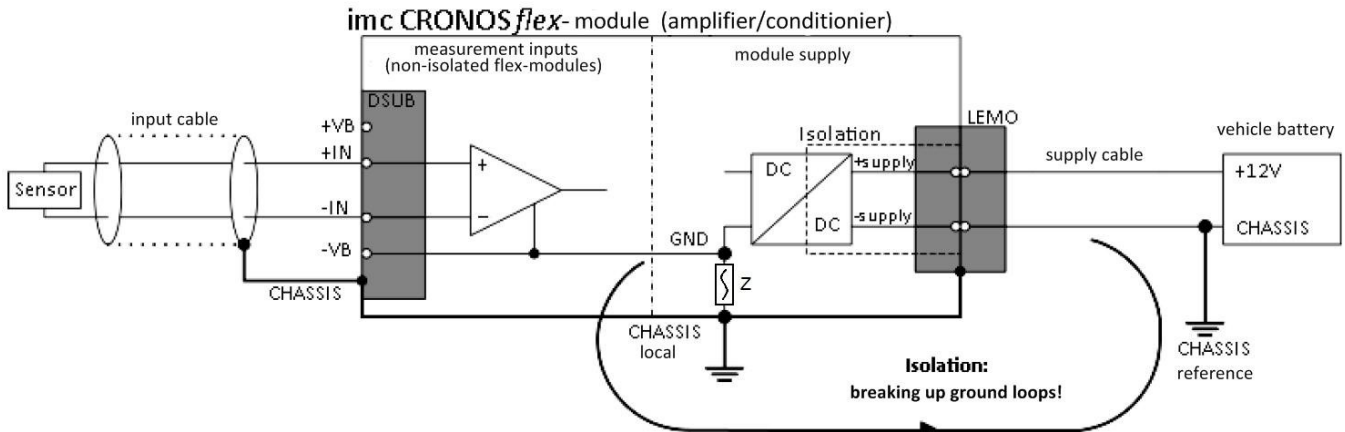 imc CRONOSflex- module (amplifier/conditionier)
measurement inputs
(non-isolated flex-modules)
module supply
DSUB
LEMO
input cable
+VB
+IN
-IN
-VB
Sensor
+
−
CHASSIS
GND
Z
Isolation
DC
DC
+supply
-supply
supply cable
vehicle battery
+12V
CHASSIS
CHASSIS
local
CHASSIS
reference
Isolation:
breaking up ground loops!